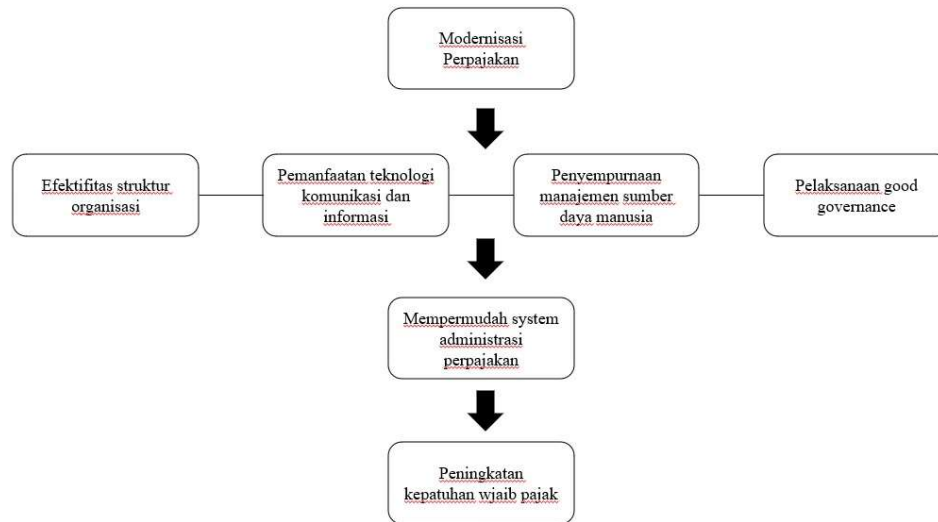 Modernisasi
Perpajakan
Efektifitas struktur
organisasi
Pemanfaatan teknologi
komunikasi dan
informasi
Penyempurnaan
manajemen sumber
daya manusia
Pelaksanaan good
governance
Mempermudah system
administrasi
perpajakan
Peningkatan
kepatuhan wjaib pajak